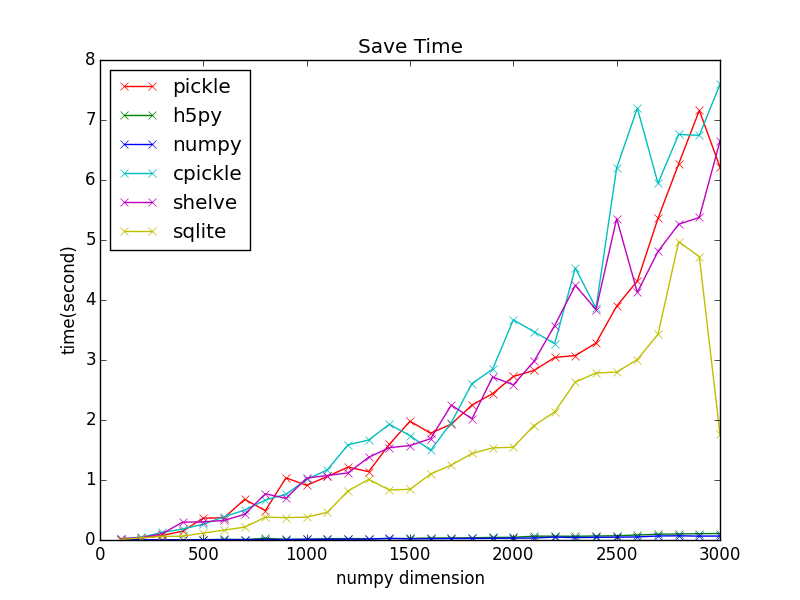 Save Time
8
7
6
5
4
3
2
1
0
time(second)
pickle
h5py
numpy
cpickle
shelve
sqlite
0 500 1000 1500 2000 2500 3000
numpy dimension